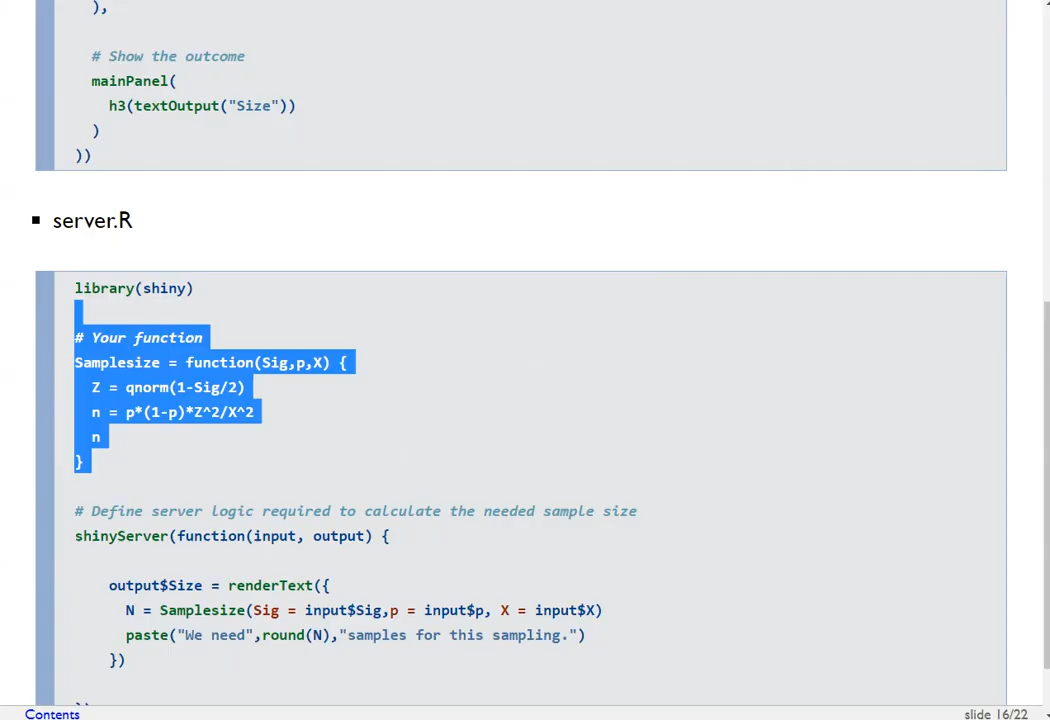 ),
# Show the outcome
mainPanel(
h3(textOutput("Size"))
)
))
▪ server.R
library(shiny)
# Your function
Samplesize = function(Sig,p,X) {
Z = qnorm(1-Sig/2)
n = p*(1-p)*Z^2/X^2
n
}
# Define server logic required to calculate the needed sample size
shinyServer(function(input, output) {
output$Size = renderText({
N = Samplesize(Sig = input$Sig,p = input$p, X = input$X)
paste("We need",round(N),"samples for this sampling.")
})
Contents
slide 16/22